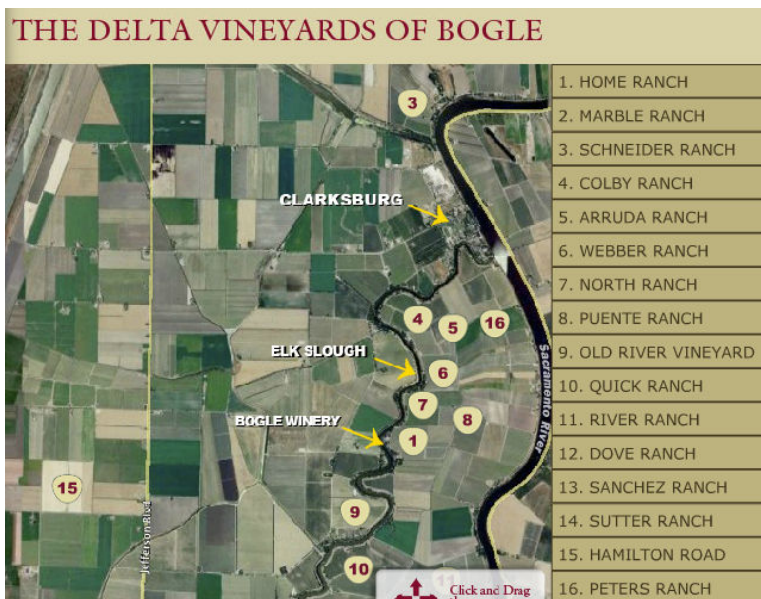 THE DELTA VINEYARDS OF BOGLE
3
CLARKSBURG
4
5
16
ELK SLOUGH
6
7
8
BOGLE WINERY
1
15
9
10
11
Sacramento River
Click and Drag
1. HOME RANCH
2. MARBLE RANCH
3. SCHNEIDER RANCH
4. COLBY RANCH
5. ARRUDA RANCH
6. WEBBER RANCH
7. NORTH RANCH
8. PUENTE RANCH
9. OLD RIVER VINEYARD
10. QUICK RANCH
11. RIVER RANCH
12. DOVE RANCH
13. SANCHEZ RANCH
14. SUTTER RANCH
15. HAMILTON ROAD
16. PETERS RANCH